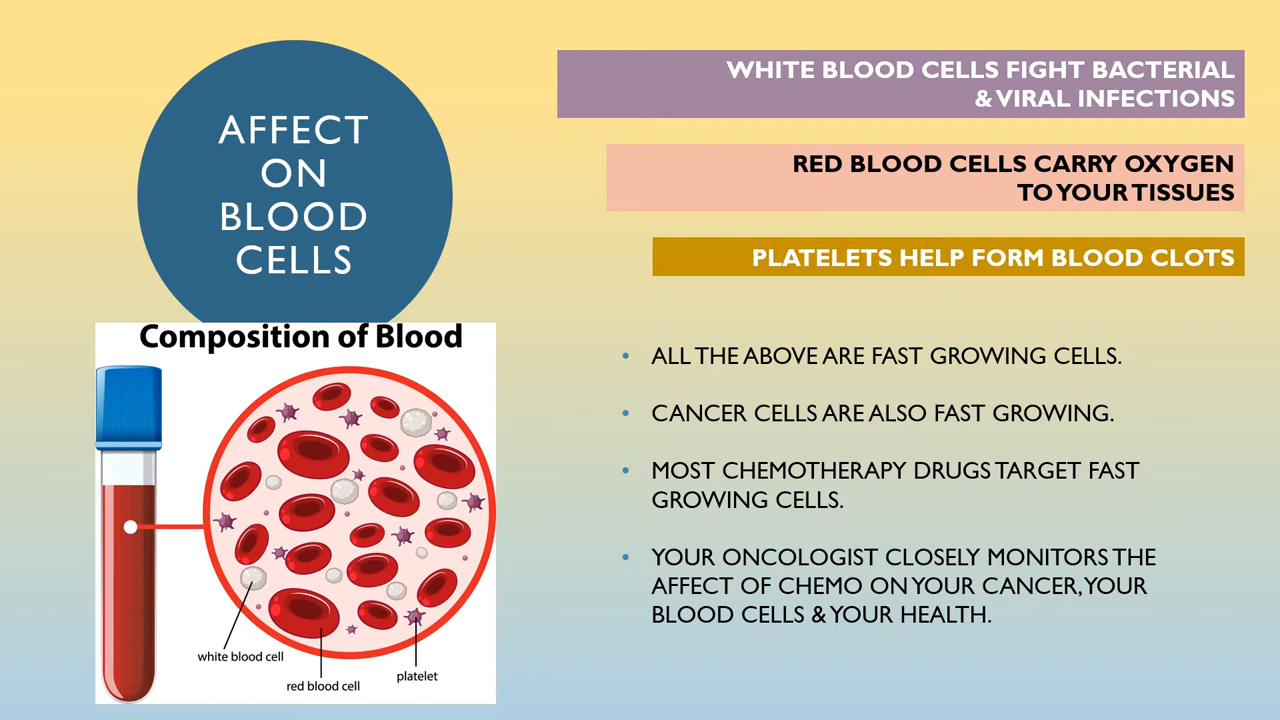 AFFECT
ON
BLOOD
CELLS
WHITE BLOOD CELLS FIGHT BACTERIAL
& VIRAL INFECTIONS
RED BLOOD CELLS CARRY OXYGEN
TO YOUR TISSUES
PLATELETS HELP FORM BLOOD CLOTS
Composition of Blood
white blood cell
red blood cell
platelet
• ALL THE ABOVE ARE FAST GROWING CELLS.
• CANCER CELLS ARE ALSO FAST GROWING.
• MOST CHEMOTHERAPY DRUGS TARGET FAST
GROWING CELLS.
• YOUR ONCOLOGIST CLOSELY MONITORS THE
AFFECT OF CHEMO ON YOUR CANCER, YOUR
BLOOD CELLS & YOUR HEALTH.